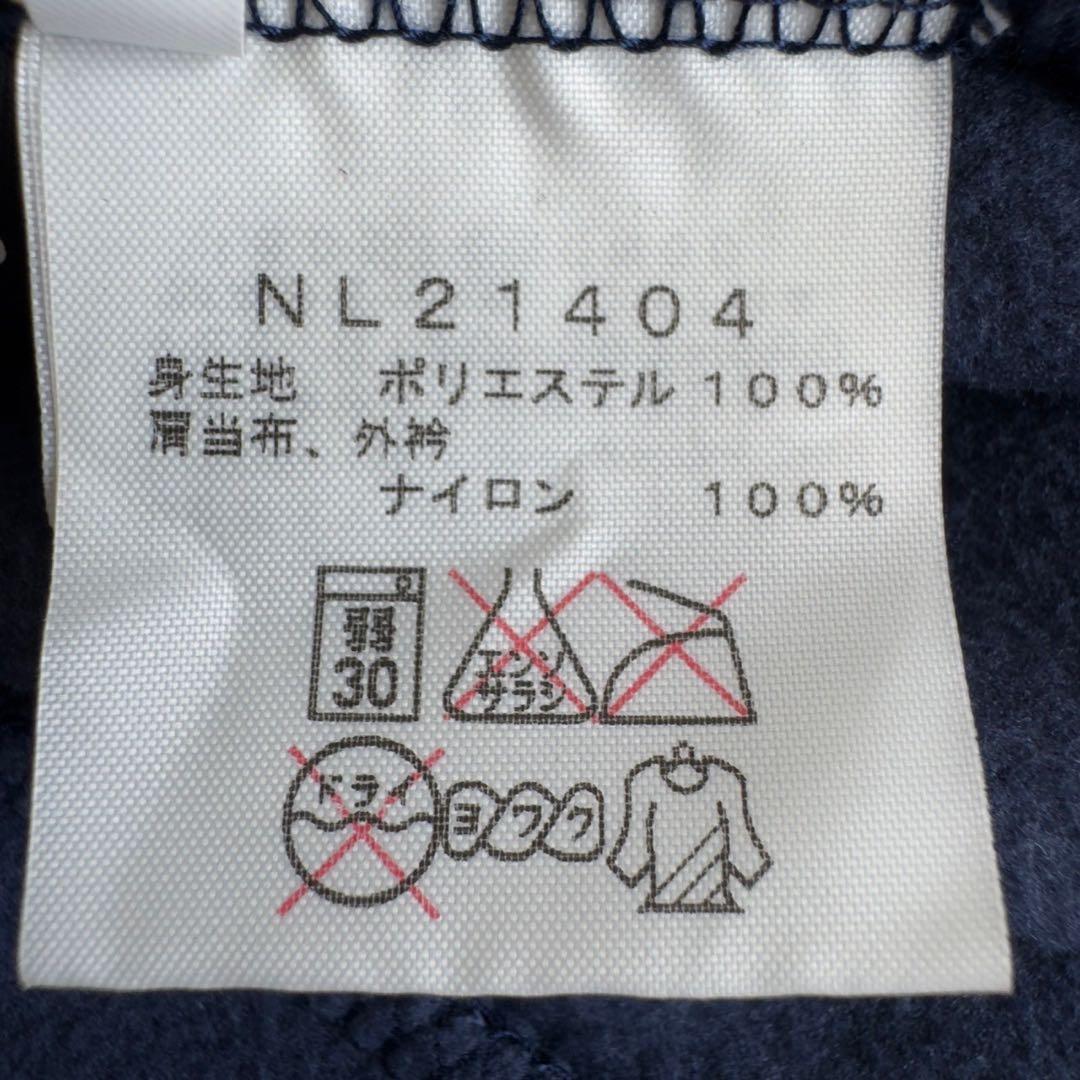 NL21404
身生地 ポリエステル 100%
当布、外衿
ナイロン 100%
弱
30
エンソ
サラシ
ドライ
ヨワク